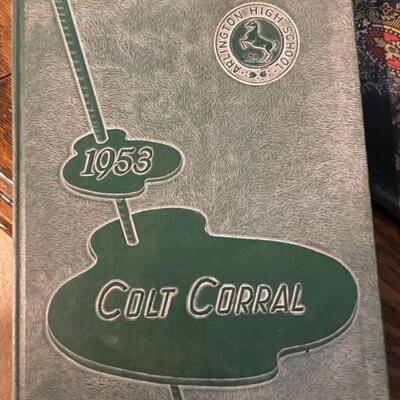 · ARLINGTON HIGH SCHOOL ·
1953
COLT CORRAL